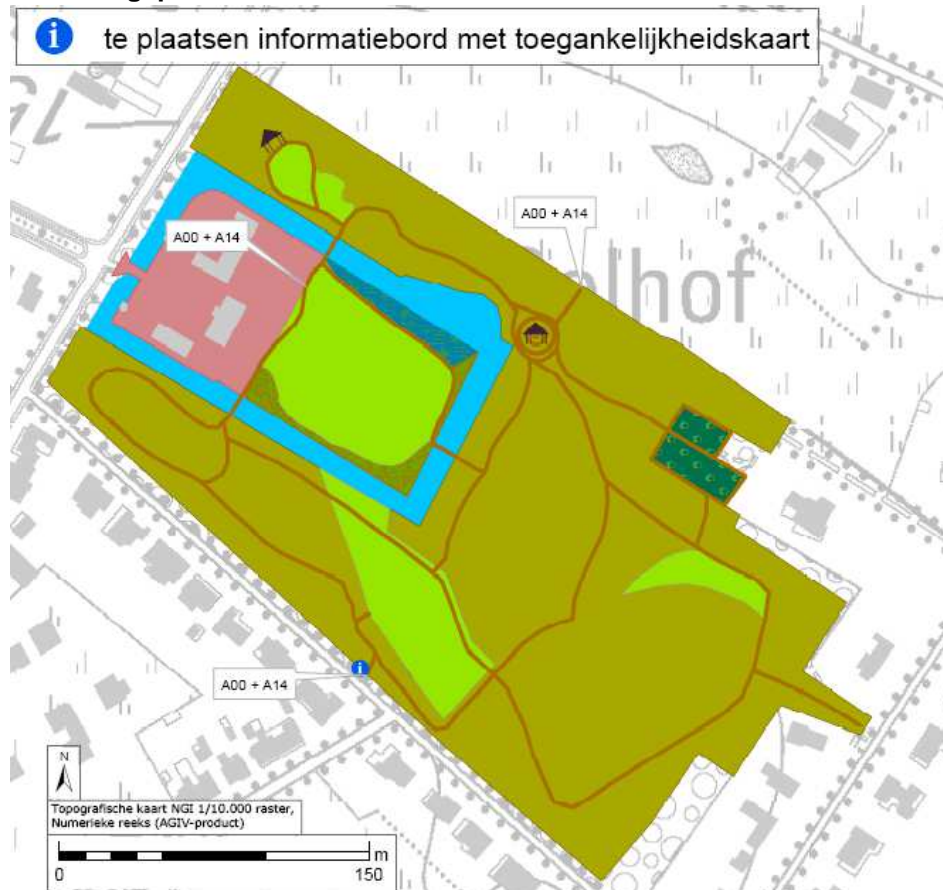 i te plaatsen informatiebord met toegankelijkheidskaart
A00 + A14
A00 + A14
elhof
i
A00 + A14
N
Topografische kaart NGI 1/10.000 raster,
Numerieke reeks (AGIV-product)
m
0 150